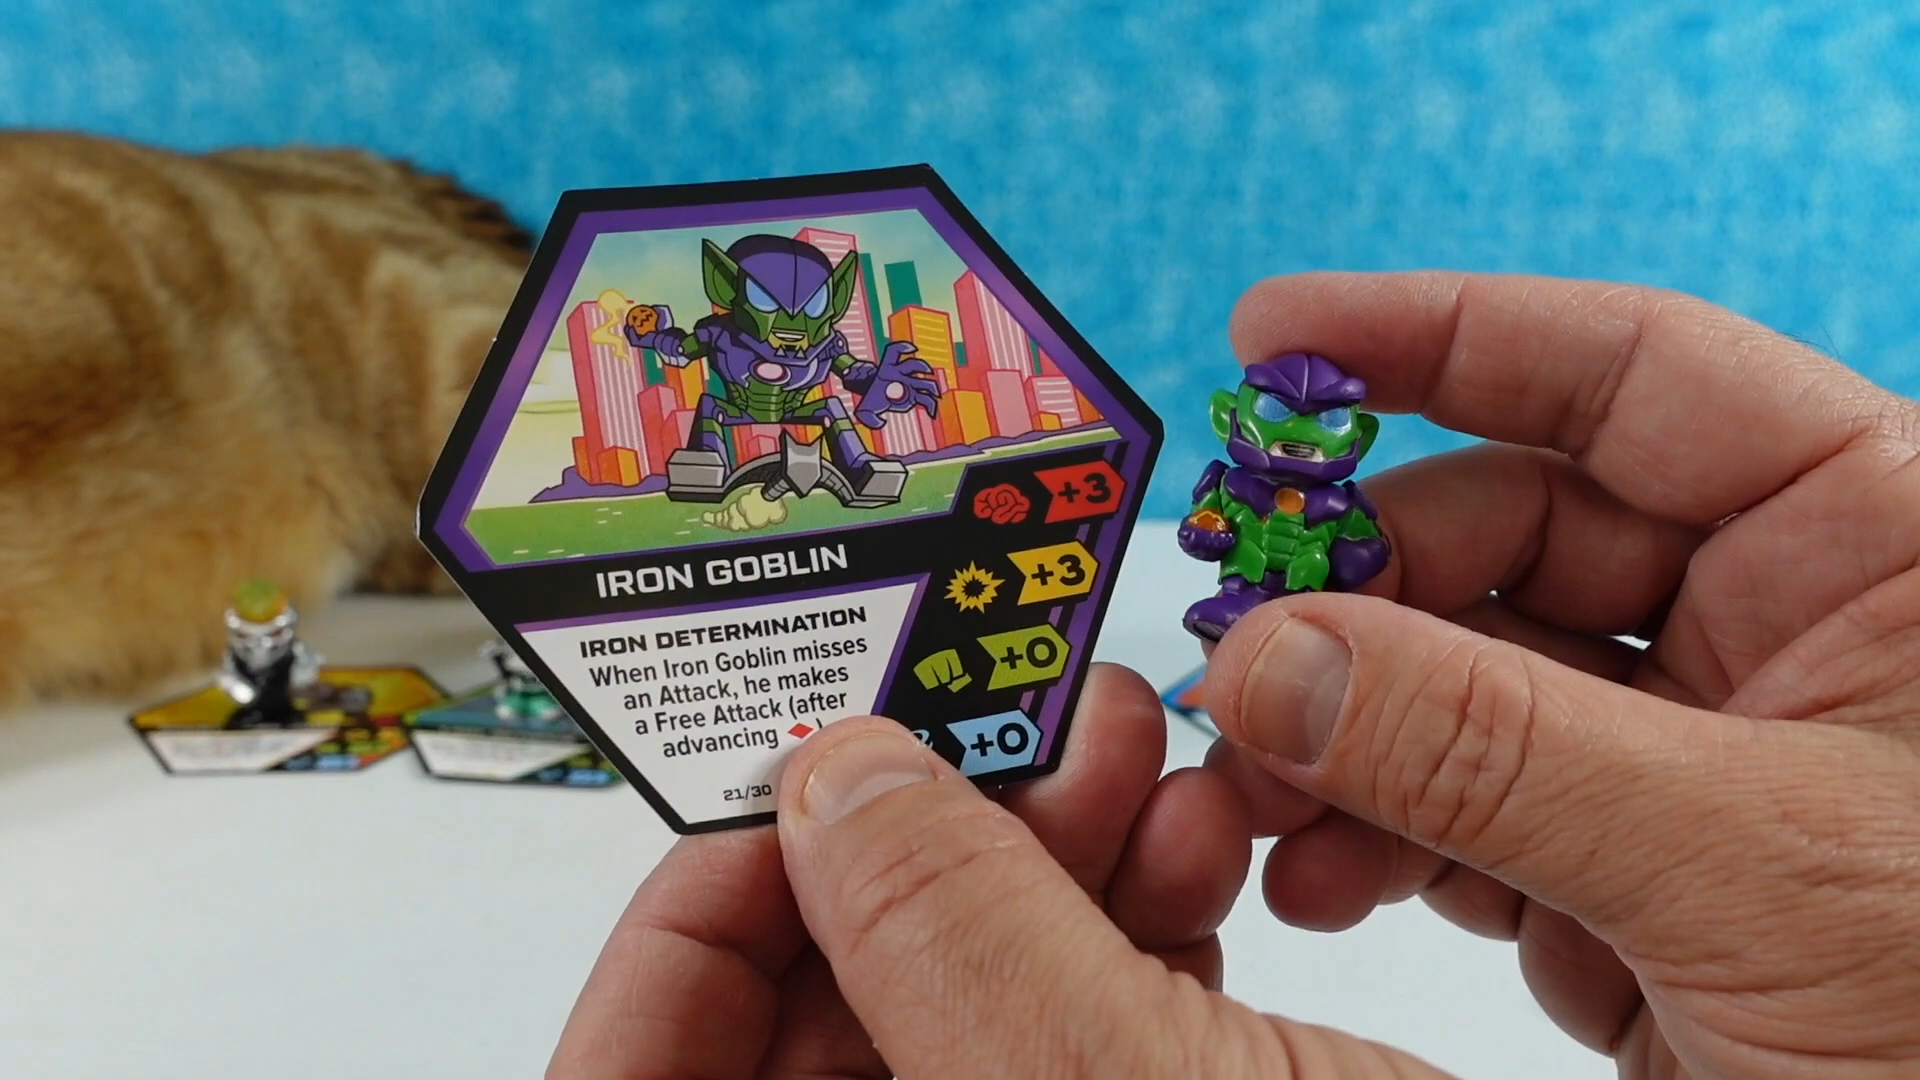 IRON GOBLIN
IRON DETERMINATION
When Iron Goblin misses
an Attack, he makes
a Free Attack (after
advancing
21/30
+3
+3
+0
+0